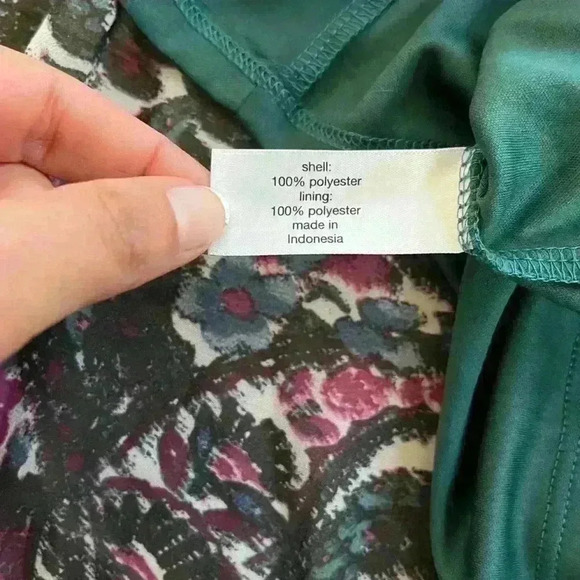 shell:
100% polyester
lining:
100% polyester
made in
Indonesia